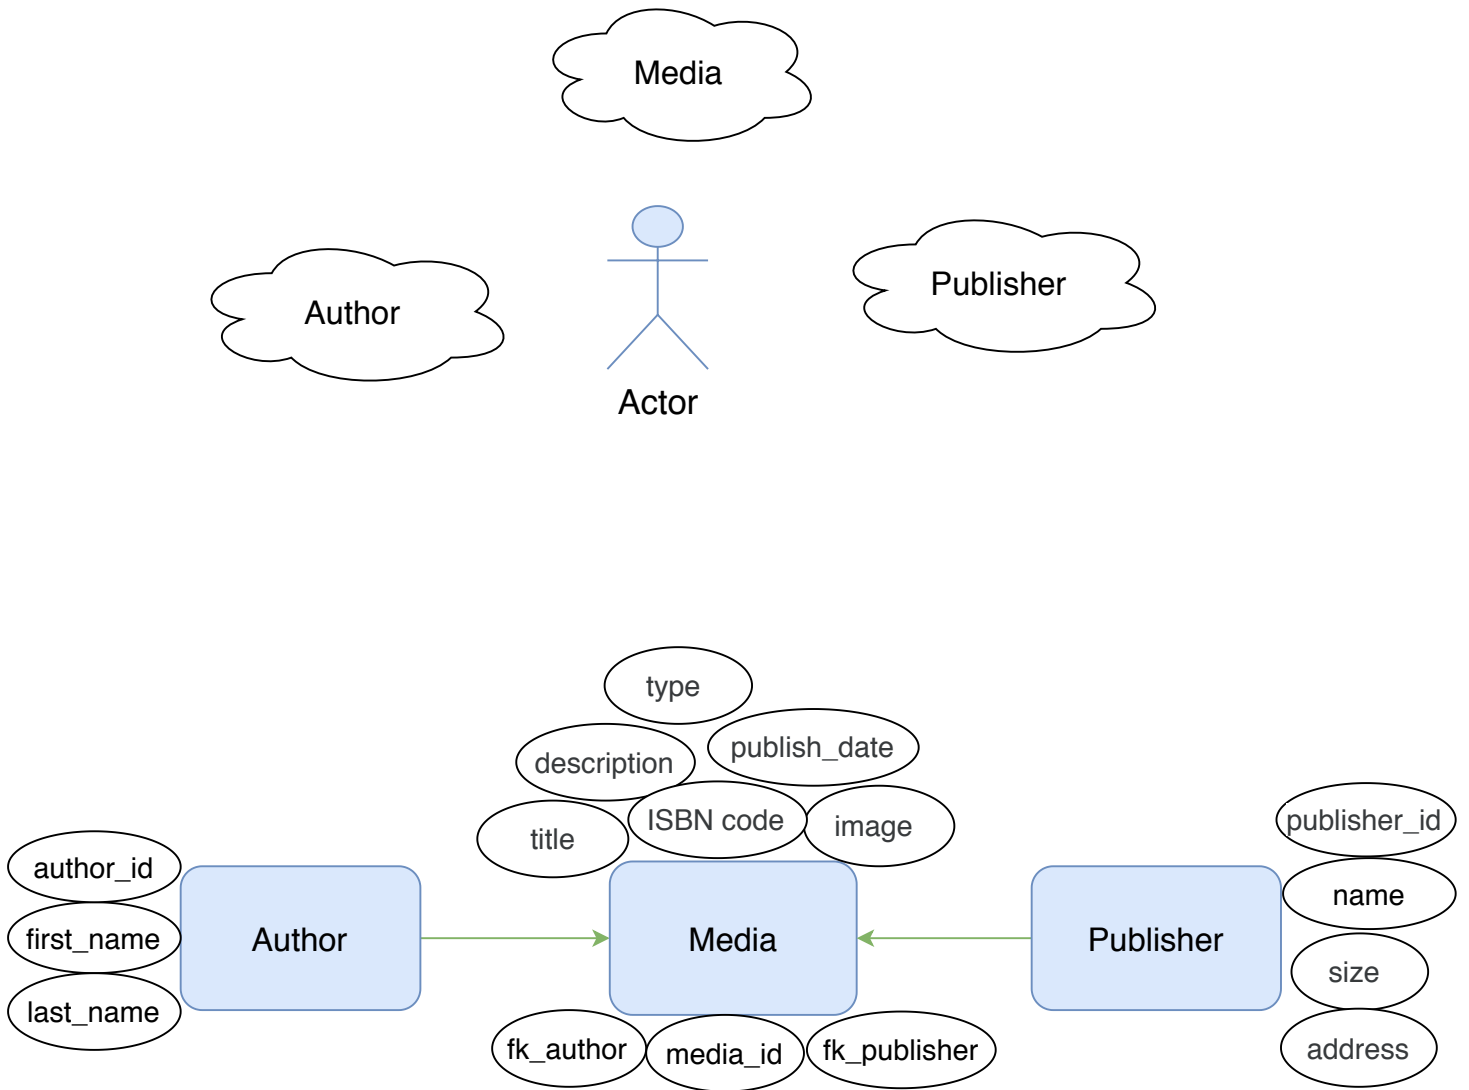 Media
Publisher
Author
Actor
type
publish_date
description
ISBN code
image
title
publisher_id
author_id
name
first_name
Author
Media
Publisher
size
last_name
fk_author
media_id
fk_publisher
address